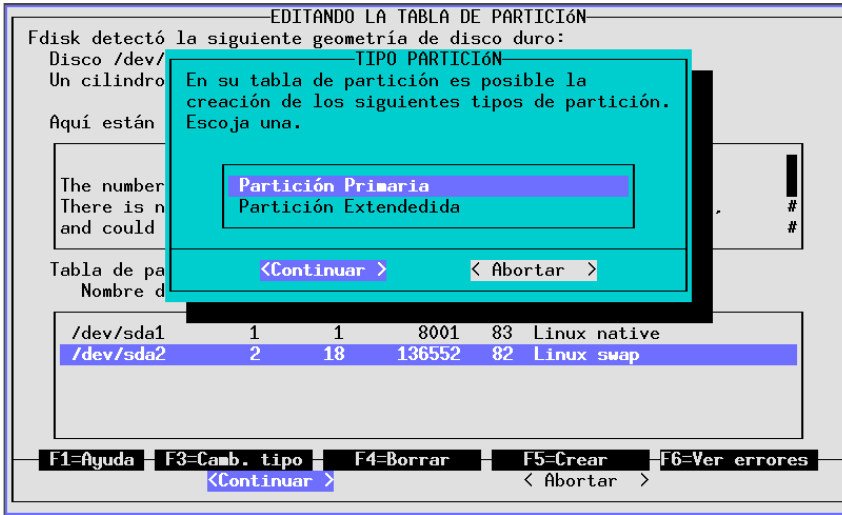 EDITANDO LA TABLA DE PARTICIóN
Fdisk detectó la siguiente geometría de disco duro:
Disco /dev/
Un cilindro
Aquí están
TIPO PARTICIóN
En su tabla de partición es posible la
creación de los siguientes tipos de partición.
Escoja una.
Partición Primaria
Partición Extendedida
<Continuar > < Abortar >
The number
There is n , #
and could #
Tabla de pa
Nombre d
/dev/sda1 1 1 8001 83 Linux native
/dev/sda2 2 18 136552 82 Linux swap
F1=Ayuda F3=Camb. tipo F4=Borrar F5=Crear F6=Ver errores
<Continuar > < Abortar >